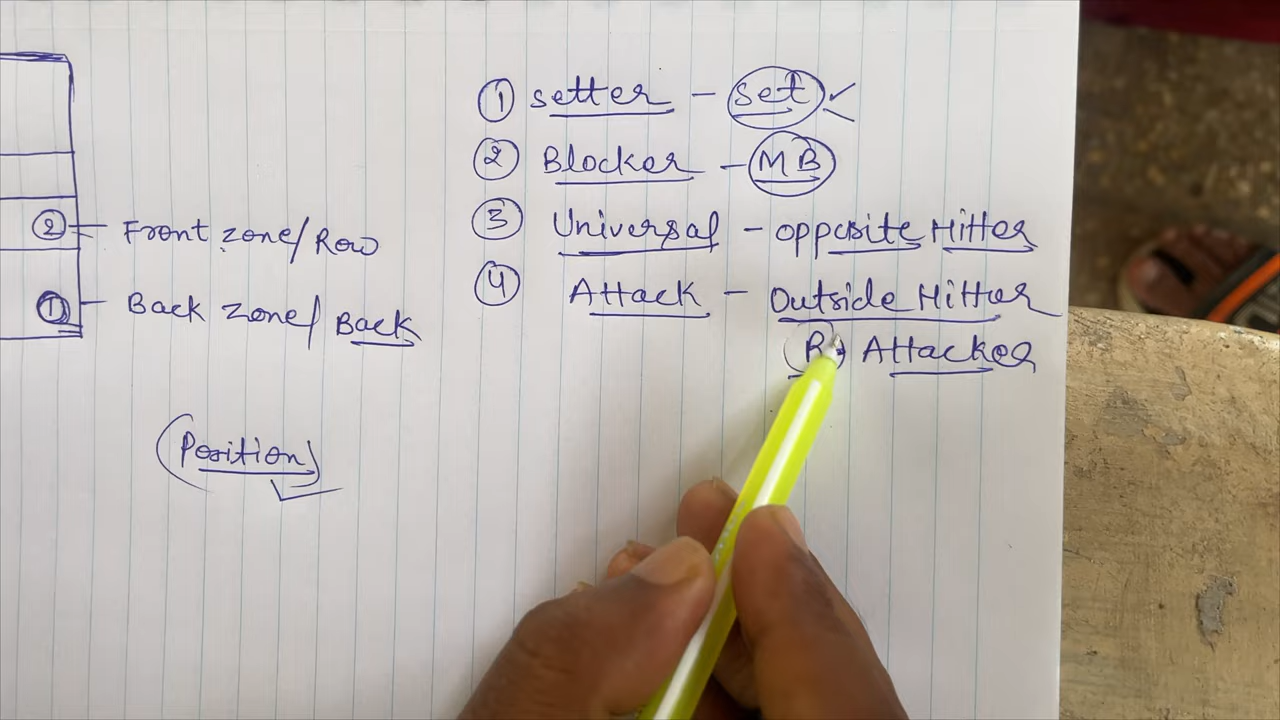 ① setter - set
② Blocker - MB
③ Universal - opposite Hitter
④ Attack - Outside Hitter
R Attacker
② Front zone/Row
① Back zone/Back
(Position)